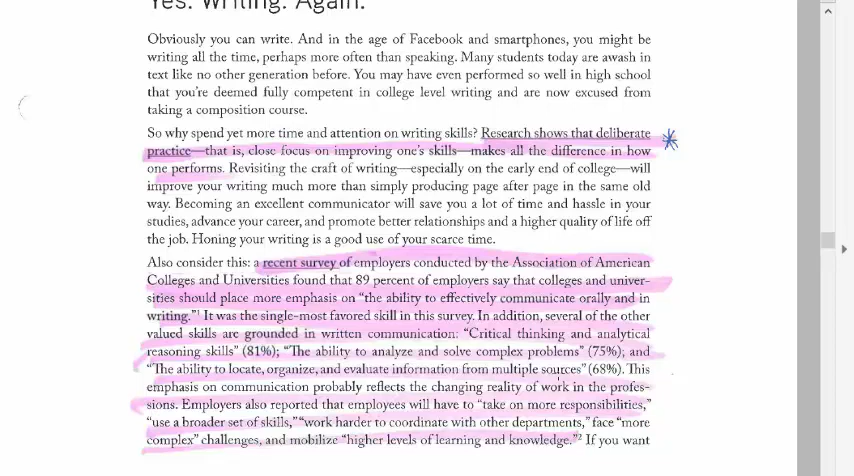 Yes. Writing. Again.
Obviously you can write. And in the age of Facebook and smartphones, you might be
writing all the time, perhaps more often than speaking. Many students today are awash in
text like no other generation before. You may have even performed so well in high school
that you're deemed fully competent in college level writing and are now excused from
taking a composition course.
So why spend yet more time and attention on writing skills? Research shows that deliberate
practice—that is, close focus on improving one's skills—makes all the difference in how
one performs. Revisiting the craft of writing—especially on the early end of college—will
improve your writing much more than simply producing page after page in the same old
way. Becoming an excellent communicator will save you a lot of time and hassle in your
studies, advance your career, and promote better relationships and a higher quality of life off
the job. Honing your writing is a good use of your scarce time.
Also consider this: a recent survey of employers conducted by the Association of American
Colleges and Universities found that 89 percent of employers say that colleges and univer-
sities should place more emphasis on "the ability to effectively communicate orally and in
writing."1 It was the single-most favored skill in this survey. In addition, several of the other
valued skills are grounded in written communication: "Critical thinking and analytical
reasoning skills" (81%); "The ability to analyze and solve complex problems" (75%); and
"The ability to locate, organize, and evaluate information from multiple sources" (68%). This
emphasis on communication probably reflects the changing reality of work in the profes-
sions. Employers also reported that employees will have to "take on more responsibilities,"
"use a broader set of skills," "work harder to coordinate with other departments," face "more
complex" challenges, and mobilize "higher levels of learning and knowledge."2 If you want